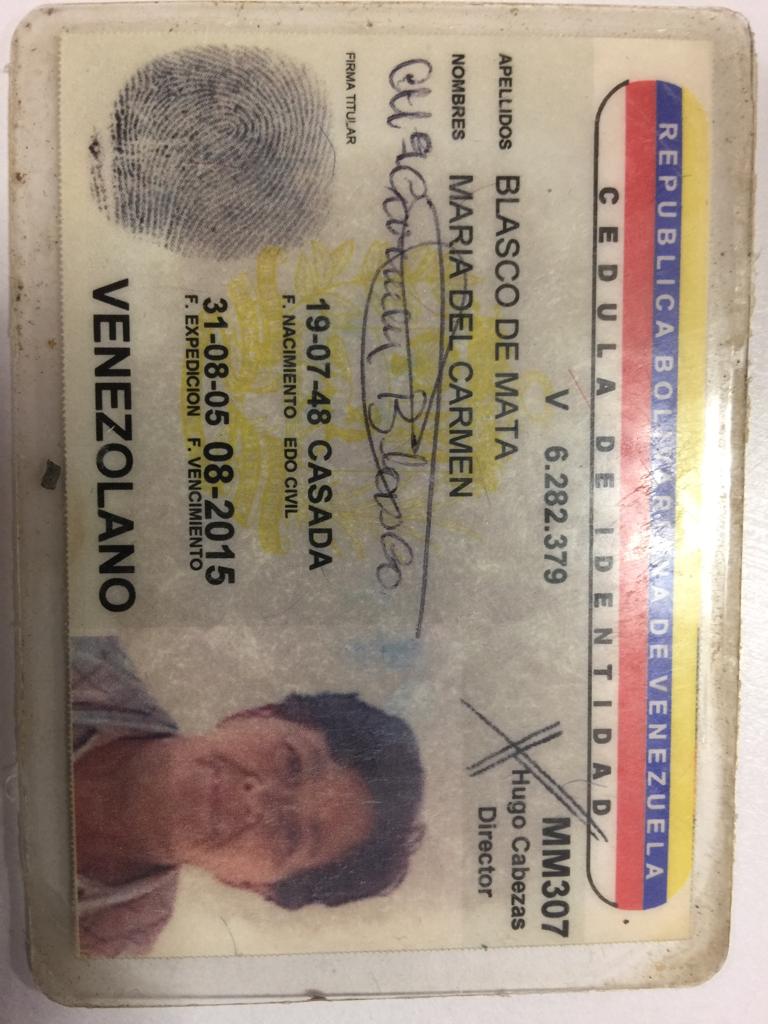 REPUBLICA BOLIVARIANA DE VENEZUELA
CEDULA DE IDENTIDAD
V 6.282.379
MM307
Hugo Cabezas
Director
APELLIDOS BLASCO DE MATA
NOMBRES MARIA DEL CARMEN
Mª Carmen Blasco
FIRMA TITULAR
19-07-48 CASADA
F. NACIMIENTO EDO CIVIL
31-08-05 08-2015
F. EXPEDICION F. VENCIMIENTO
VENEZOLANO